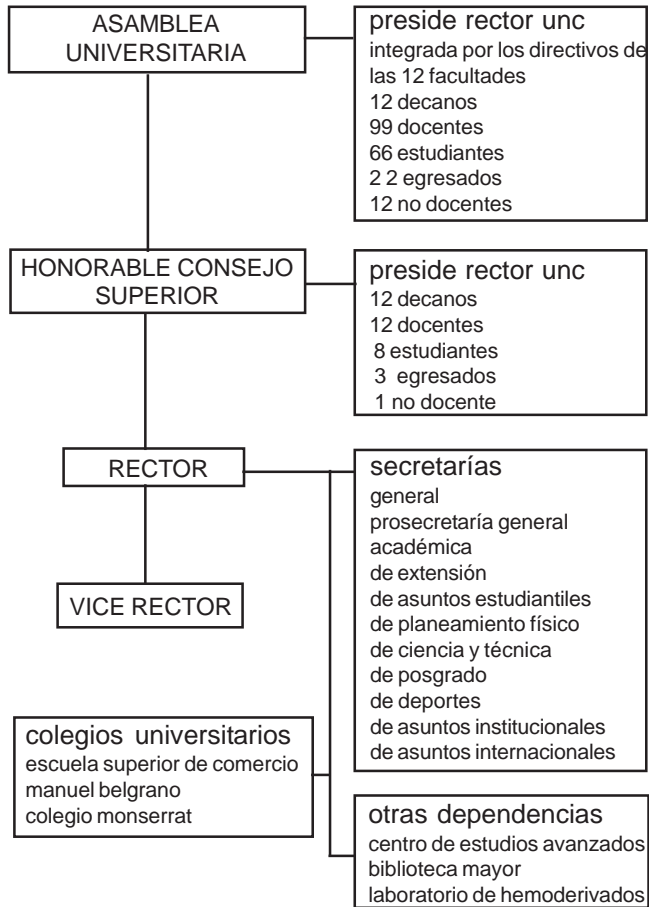 ASAMBLEA
UNIVERSITARIA
preside rector unc
integrada por los directivos de
las 12 facultades
12 decanos
99 docentes
66 estudiantes
2 2 egresados
12 no docentes
HONORABLE CONSEJO
SUPERIOR
preside rector unc
12 decanos
12 docentes
8 estudiantes
3 egresados
1 no docente
RECTOR
secretarías
general
prosecretaría general
académica
de extensión
de asuntos estudiantiles
de planeamiento físico
de ciencia y técnica
de posgrado
de deportes
de asuntos institucionales
de asuntos internacionales
VICE RECTOR
colegios universitarios
escuela superior de comercio
manuel belgrano
colegio monserrat
otras dependencias
centro de estudios avanzados
biblioteca mayor
laboratorio de hemoderivados